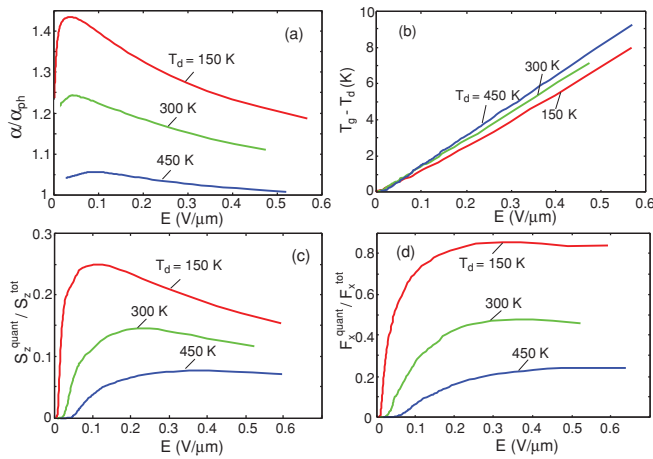 1.4
1.3
1.2
1.1
1
α/α_ph
(a)
T_d = 150 K
300 K
450 K
0 0.1 0.2 0.3 0.4 0.5 0.6
E (V/μm)
8
6
4
2
0
T_g - T_d (K)
(b)
T_d = 450 K
300 K
150 K
0 0.1 0.2 0.3 0.4 0.5 0.6
E (V/μm)
0.3
0.2
0.1
0
S_z^quant / S_z^tot
(c)
T_d = 150 K
300 K
450 K
0 0.1 0.2 0.3 0.4 0.5 0.6
E (V/μm)
0.8
0.6
0.4
0.2
0
F_x^quant / F_x^tot
(d)
T_d = 150 K
300 K
450 K
0 0.1 0.2 0.3 0.4 0.5 0.6
E (V/μm)